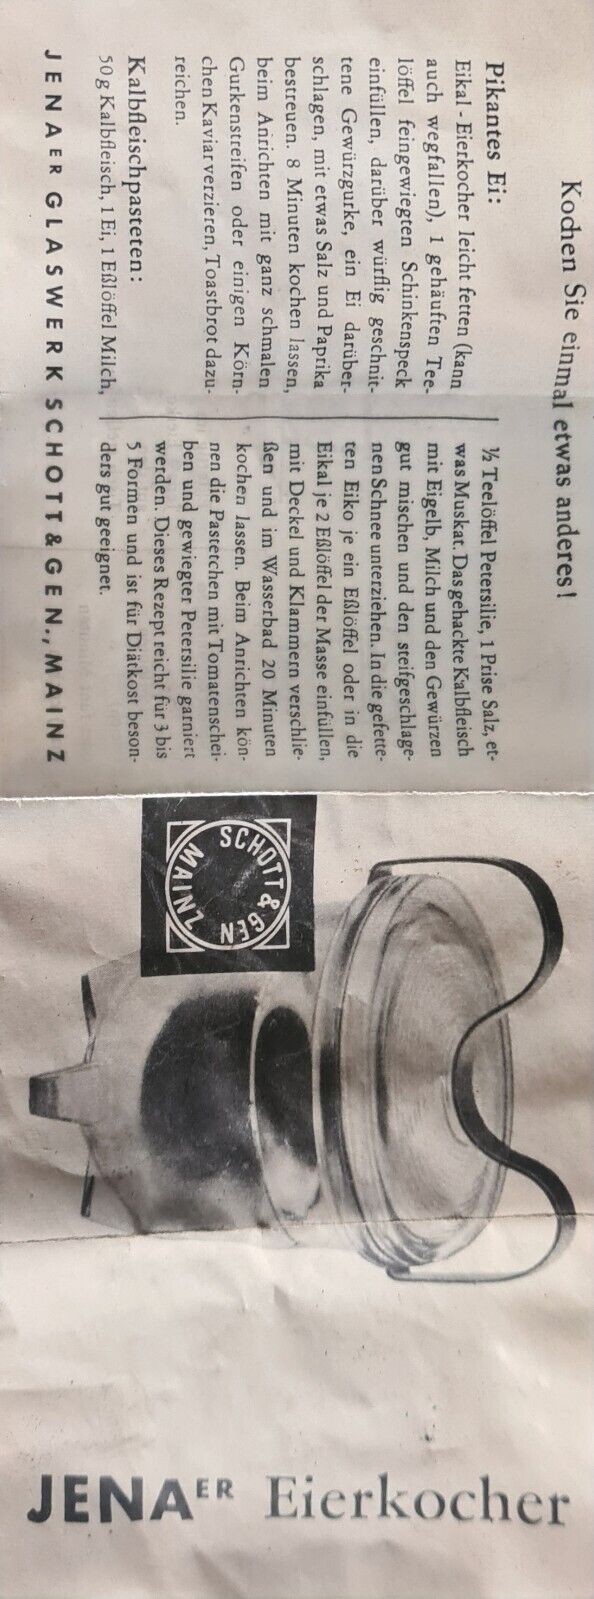 Kochen Sie einmal etwas anderes!
Pikantes Ei:
Eikal-Eierkocher leicht fetten (kann
auch wegfallen), 1 gehäuften Tee-
löffel feingewiegten Schinkenspeck
einfüllen, darüber würflig geschnit-
tene Gewürzgurke, ein Ei darüber-
schlagen, mit etwas Salz und Paprika
bestreuen. 8 Minuten kochen lassen,
beim Anrichten mit ganz schmalen
Gurkenstreifen oder einigen Körn-
chen Kaviar verzieren. Toastbrot dazu-
reichen.
Kalbfleischpasteten:
50 g Kalbfleisch, 1 Ei, 1 Eßlöffel Milch,
½ Teelöffel Petersilie, 1 Prise Salz, et-
was Muskat. Das gehackte Kalbfleisch
mit Eigelb, Milch und den Gewürzen
gut mischen und den steifgeschlage-
nen Schnee unterziehen. In die gefette-
ten Eiko je ein Eßlöffel oder in die
Eikal je 2 Eßlöffel der Masse einfüllen,
mit Deckel und Klammern verschlie-
ßen und im Wasserbad 20 Minuten
kochen lassen. Beim Anrichten kön-
nen die Pastetchen mit Tomatenschei-
ben und gewiegter Petersilie garniert
werden. Dieses Rezept reicht für 3 bis
5 Formen und ist für Diätkost beson-
ders gut geeignet.
JENAER GLASWERK SCHOTT & GEN., MAINZ
SCHOTT & GEN
MAINZ
JENAER Eierkocher